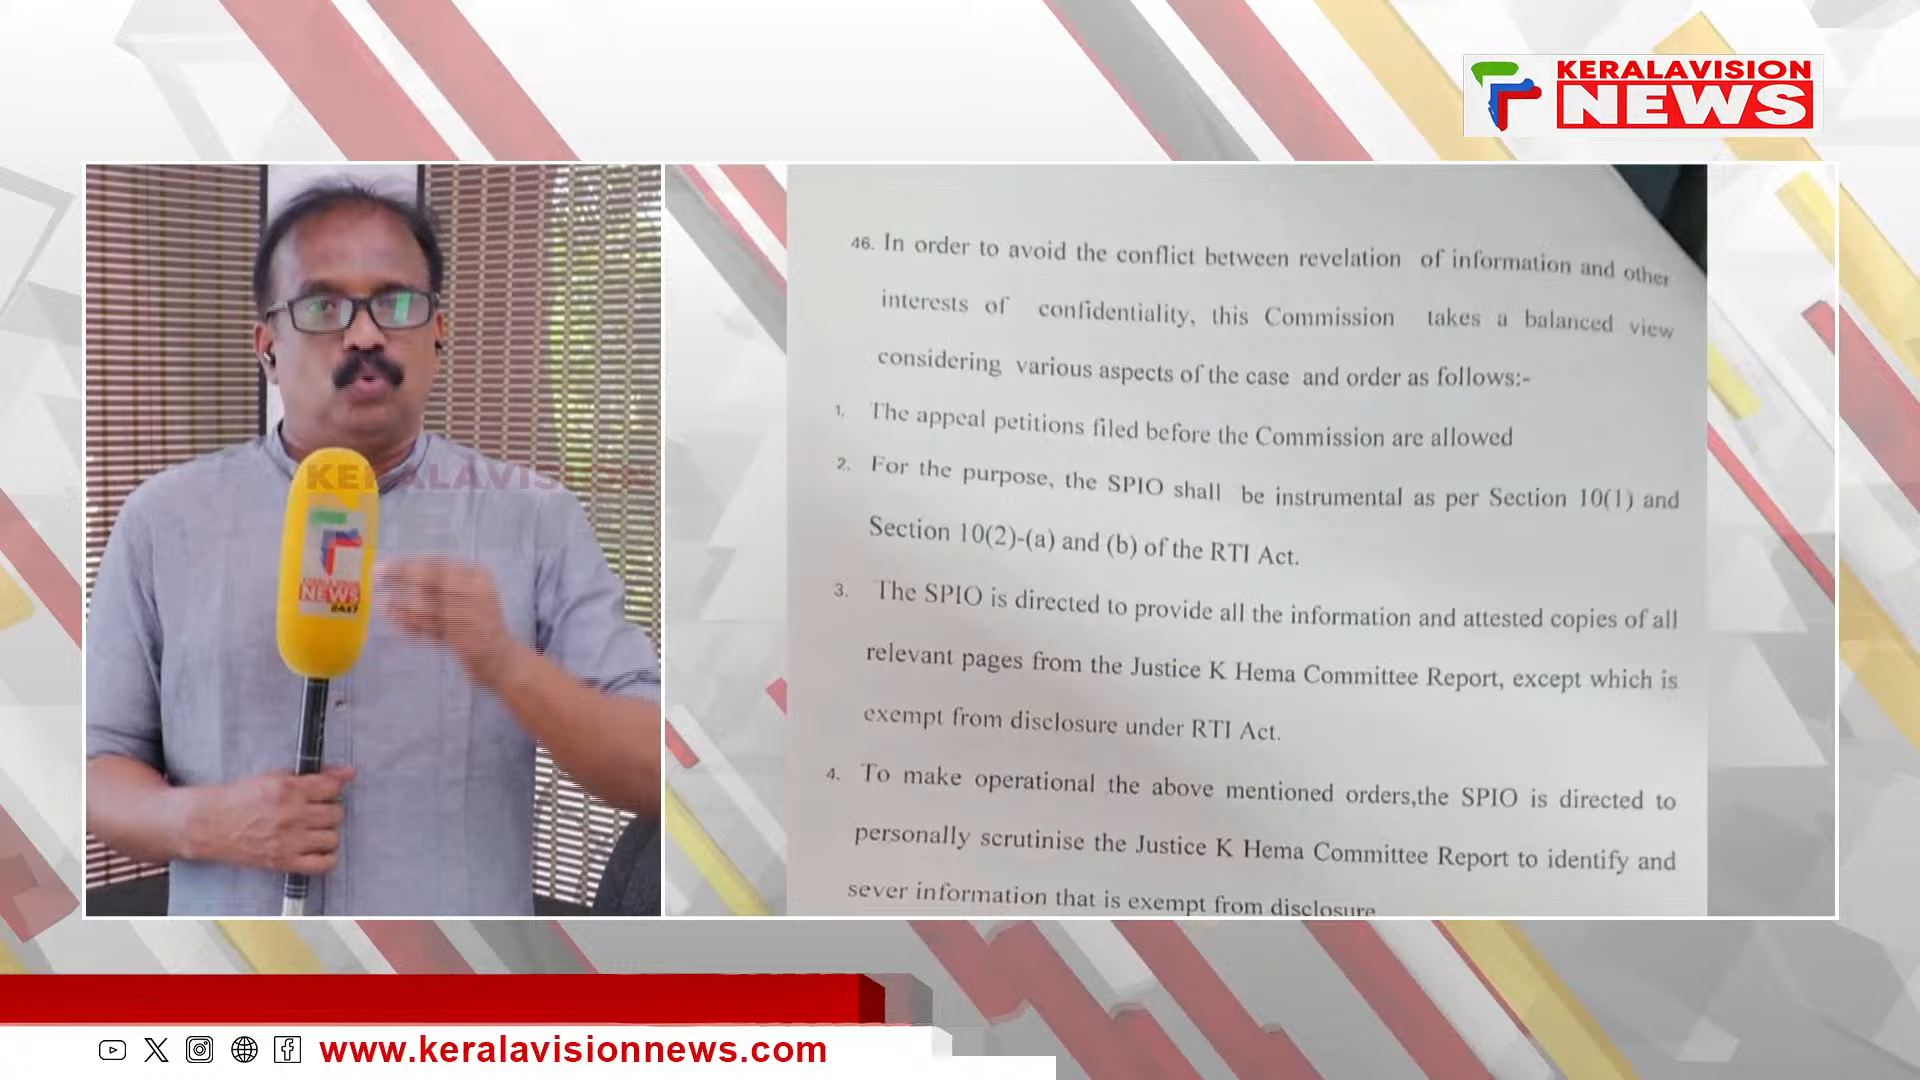 KERALAVISION
NEWS
KERALAVISION
KERALAVISION
NEWS
24x7
46. In order to avoid the conflict between revelation of information and other
interests of confidentiality, this Commission takes a balanced view
considering various aspects of the case and order as follows:-
1. The appeal petitions filed before the Commission are allowed
2. For the purpose, the SPIO shall be instrumental as per Section 10(1) and
Section 10(2)-(a) and (b) of the RTI Act.
3. The SPIO is directed to provide all the information and attested copies of all
relevant pages from the Justice K Hema Committee Report, except which is
exempt from disclosure under RTI Act.
4. To make operational the above mentioned orders,the SPIO is directed to
personally scrutinise the Justice K Hema Committee Report to identify and
sever information that is exempt from disclosure
www.keralavisionnews.com